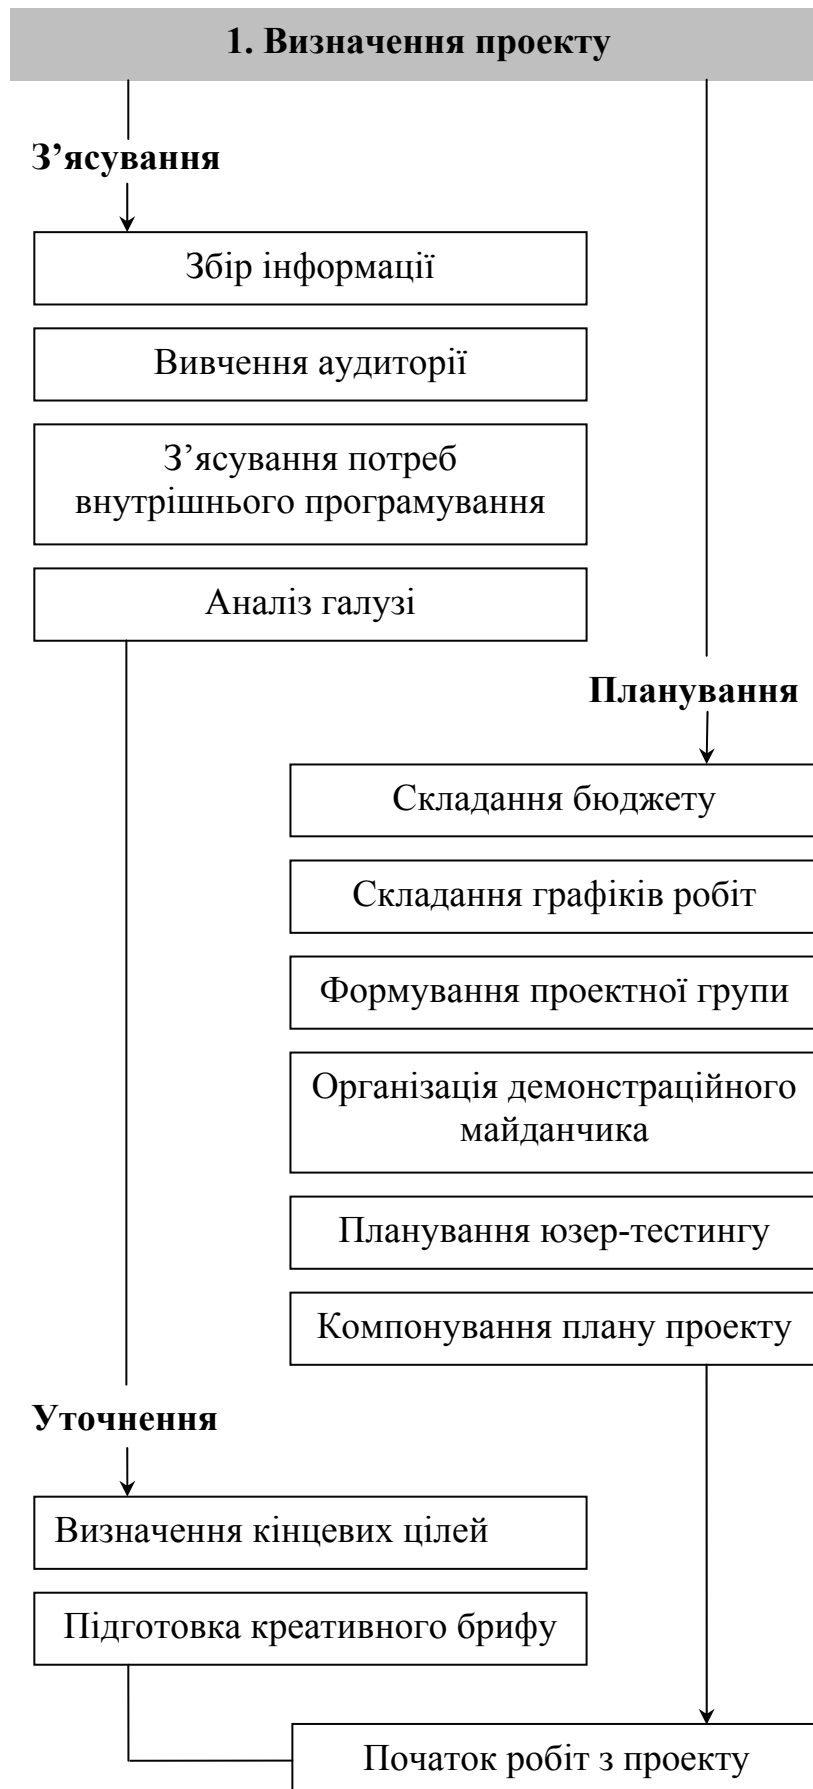 1. Визначення проекту
З’ясування
Збір інформації
Вивчення аудиторії
З’ясування потреб
внутрішнього програмування
Аналіз галузі
Планування
Складання бюджету
Складання графіків робіт
Формування проектної групи
Організація демонстраційного
майданчика
Планування юзер-тестингу
Компонування плану проекту
Уточнення
Визначення кінцевих цілей
Підготовка креативного брифу
Початок робіт з проекту